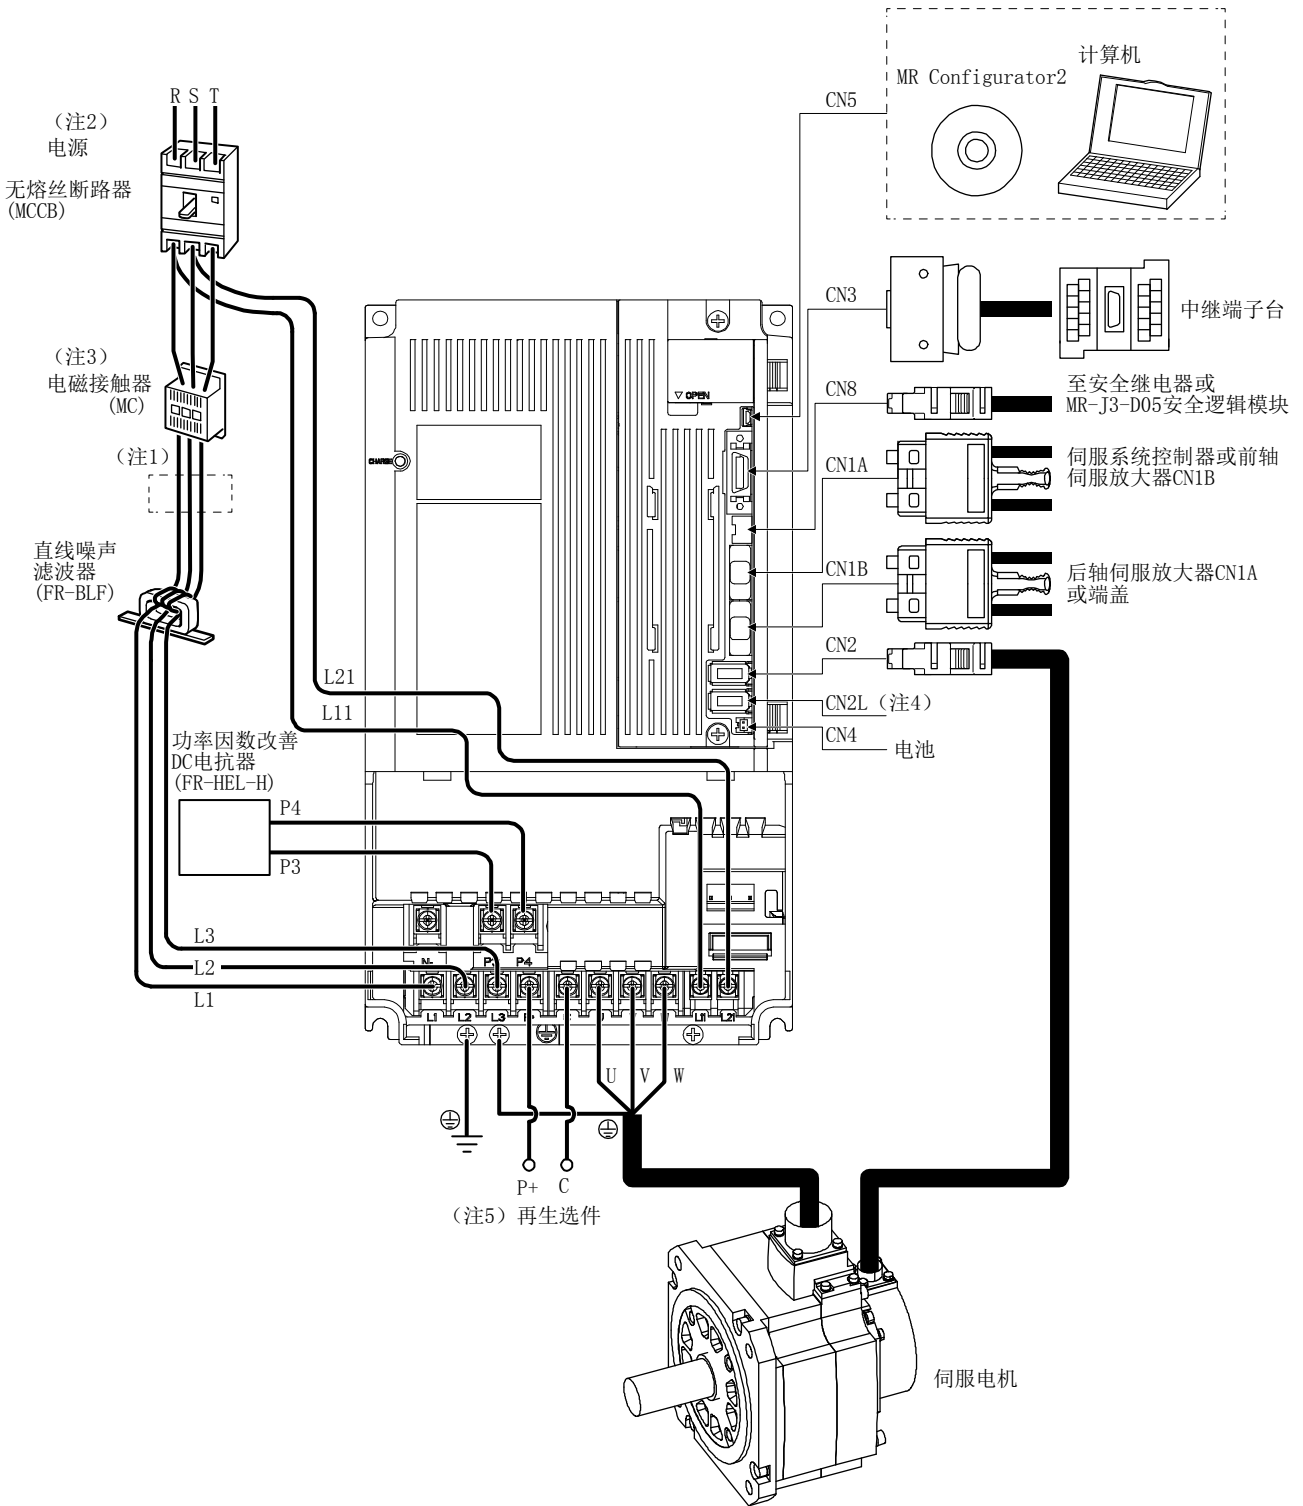 计算机
MR Configurator2
CN5
R S T
（注2）
电源
无熔丝断路器
(MCCB)
CN3
中继端子台
（注3）
电磁接触器
(MC)
▽ OPEN
CN8
至安全继电器或
MR-J3-D05安全逻辑模块
（注1）
CHARGE
CN1A
伺服系统控制器或前轴
伺服放大器CN1B
直线噪声
滤波器
(FR-BLF)
CN1B
后轴伺服放大器CN1A
或端盖
CN2
L21
CN2L（注4）
L11
CN4
电池
功率因数改善
DC电抗器
(FR-HEL-H)
P4
P3
L3
N-
P4
L2
L1
L1 L2 L3 L11 L21
U V W
P+ C
（注5）再生选件
伺服电机